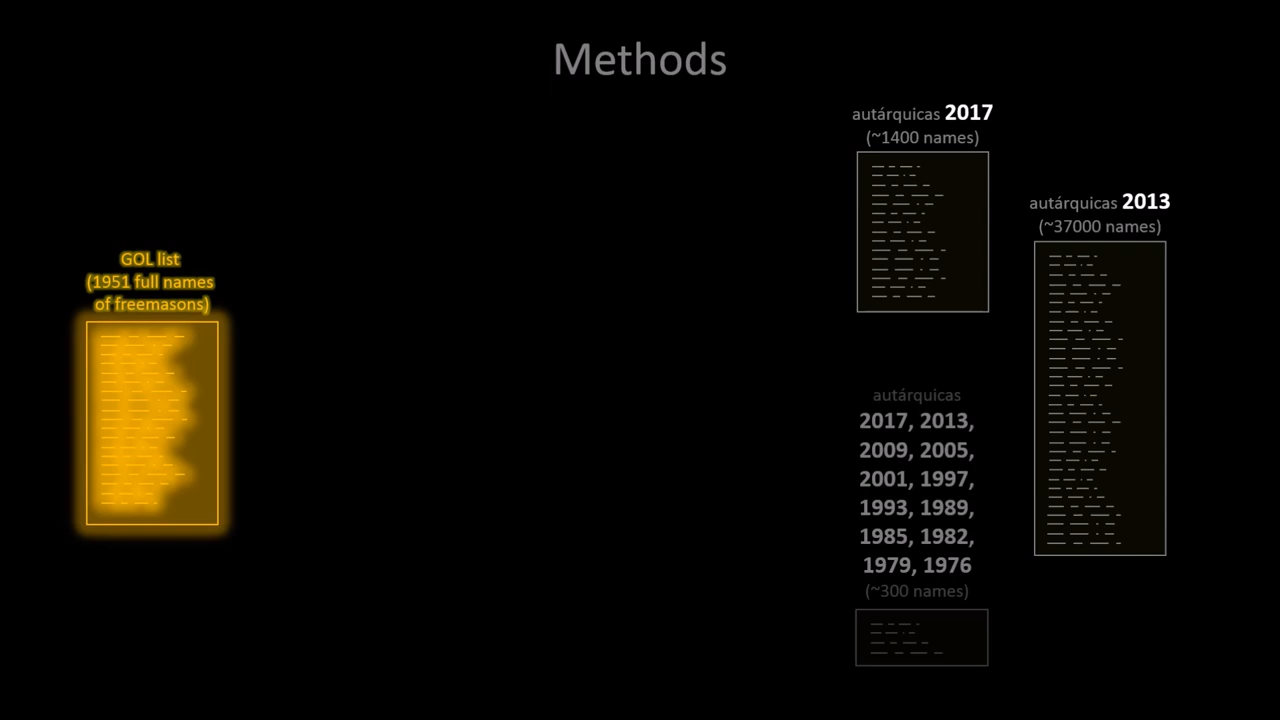 Methods
GOL list
(1951 full names
of freemasons)
autárquicas 2017
(~1400 names)
autárquicas 2013
(~37000 names)
autárquicas
2017, 2013,
2009, 2005,
2001, 1997,
1993, 1989,
1985, 1982,
1979, 1976
(~300 names)